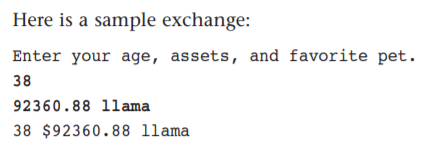 Here is a sample exchange:
Enter your age, assets, and favorite pet.
38
92360.88 llama
38 $92360.88 llama